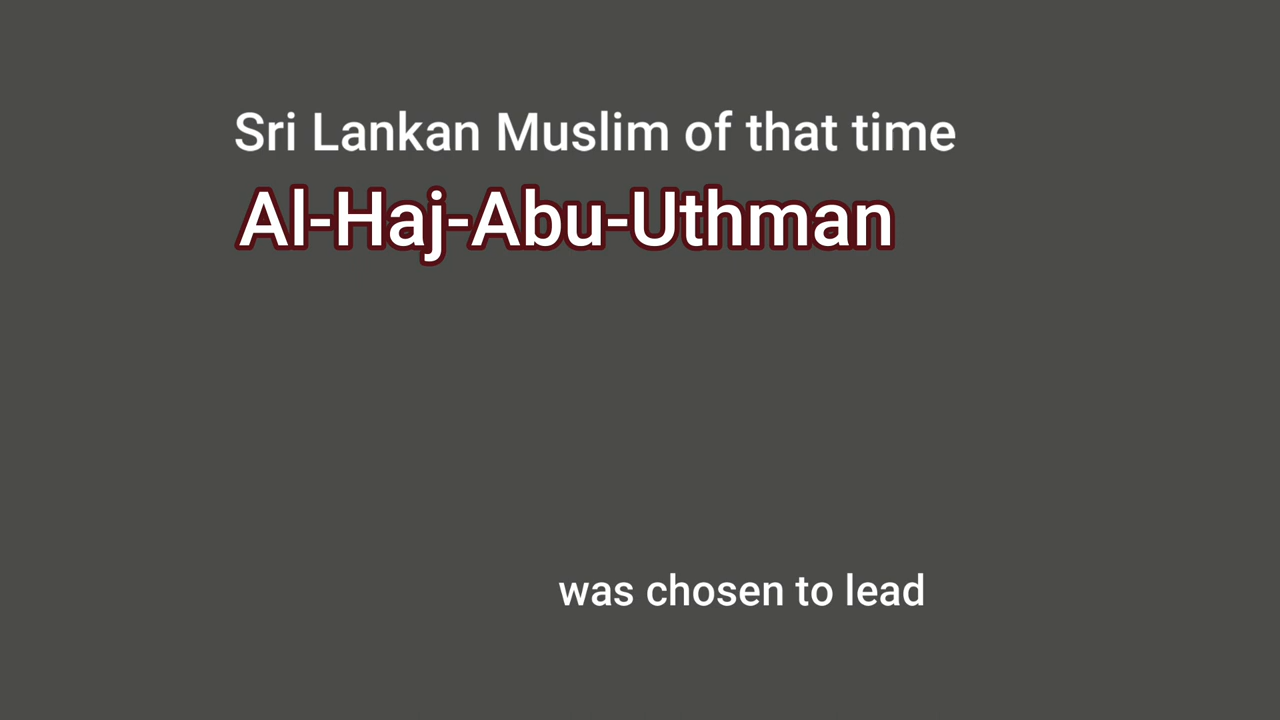 Sri Lankan Muslim of that time
Al-Haj-Abu-Uthman
was chosen to lead